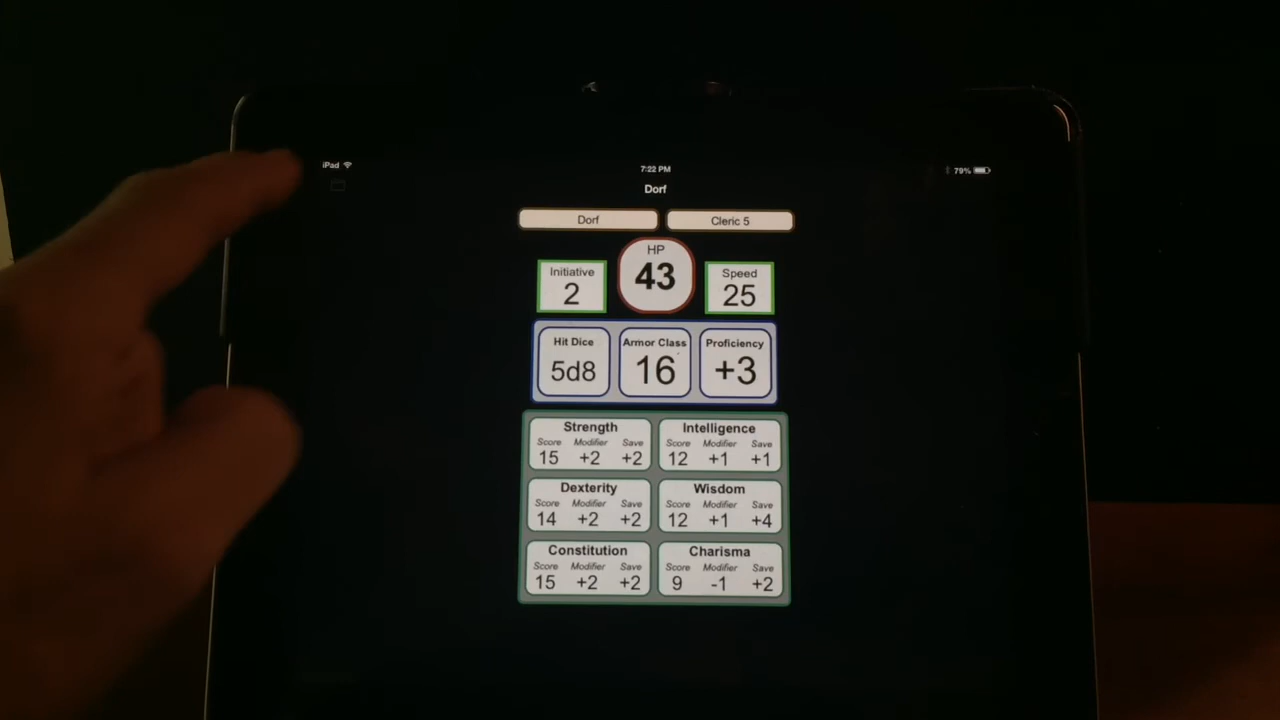 iPad 7:22 PM 79%
Dorf
Dorf Cleric 5
HP
43
Initiative Speed
2 25
Hit Dice Armor Class Proficiency
5d8 16 +3
Strength Intelligence
Score Modifier Save Score Modifier Save
15 +2 +2 12 +1 +1
Dexterity Wisdom
Score Modifier Save Score Modifier Save
14 +2 +2 12 +1 +4
Constitution Charisma
Score Modifier Save Score Modifier Save
15 +2 +2 9 -1 +2